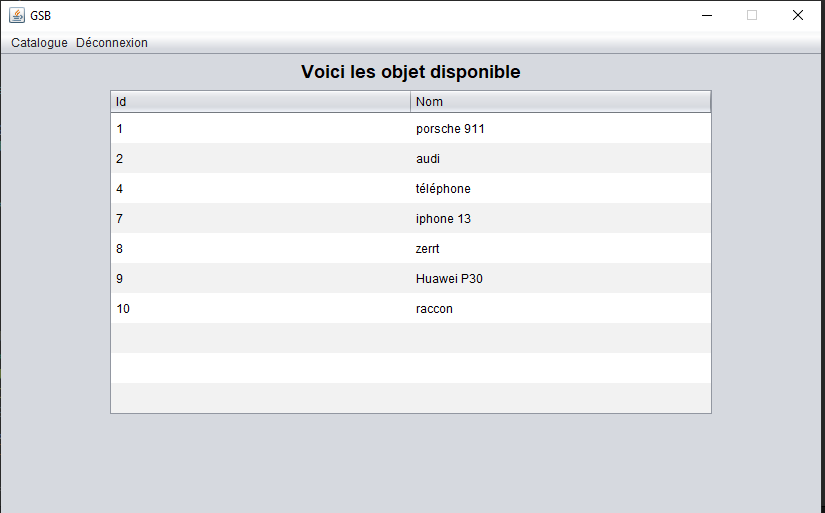 GSB
Catalogue Déconnexion
Voici les objet disponible
Id Nom
1 porsche 911
2 audi
4 téléphone
7 iphone 13
8 zerrt
9 Huawei P30
10 raccon